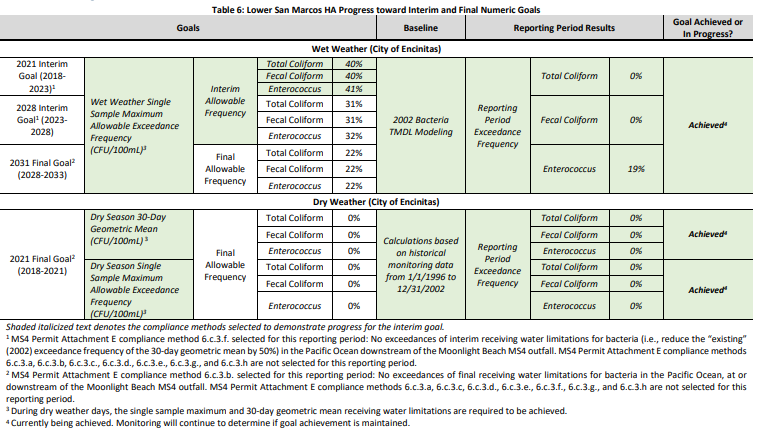 Table 6: Lower San Marcos HA Progress toward Interim and Final Numeric Goals
Goals Baseline Reporting Period Results Goal Achieved or In Progress?
Wet Weather (City of Encinitas)
2021 Interim
Goal (2018-
2023)¹
2028 Interim
Goal¹ (2023-
2028)
2031 Final Goal²
(2028-2033)
Wet Weather Single
Sample Maximum
Allowable Exceedance
Frequency
(CFU/100mL)³
Interim
Allowable
Frequency
Total Coliform 40%
Fecal Coliform 40%
Enterococcus 41%
Total Coliform 31%
Fecal Coliform 31%
Enterococcus 32%
Final
Allowable
Frequency
Total Coliform 22%
Fecal Coliform 22%
Enterococcus 22%
2002 Bacteria
TMDL Modeling
Reporting
Period
Exceedance
Frequency
Total Coliform 0%
Fecal Coliform 0%
Enterococcus 19%
Achieved⁴
Dry Weather (City of Encinitas)
2021 Final Goal²
(2018-2021)
Dry Season 30-Day
Geometric Mean
(CFU/100mL) ³
Dry Season Single
Sample Maximum
Allowable Exceedance
Frequency
(CFU/100mL)³
Final
Allowable
Frequency
Total Coliform 0%
Fecal Coliform 0%
Enterococcus 0%
Total Coliform 0%
Fecal Coliform 0%
Enterococcus 0%
Calculations based
on historical
monitoring data
from 1/1/1996 to
12/31/2002
Reporting
Period
Exceedance
Frequency
Total Coliform 0%
Fecal Coliform 0%
Enterococcus 0%
Total Coliform 0%
Fecal Coliform 0%
Enterococcus 0%
Achieved⁴
Achieved⁴
Shaded italicized text denotes the compliance methods selected to demonstrate progress for the interim goal.
¹ MS4 Permit Attachment E compliance method 6.c.3.f. selected for this reporting period: No exceedances of interim receiving water limitations for bacteria (i.e., reduce the “existing”
(2002) exceedance frequency of the 30-day geometric mean by 50%) in the Pacific Ocean downstream of the Moonlight Beach MS4 outfall. MS4 Permit Attachment E compliance methods
6.c.3.a, 6.c.3.b, 6.c.3.c., 6.c.3.d., 6.c.3.e., 6.c.3.g., and 6.c.3.h are not selected for this reporting period.
² MS4 Permit Attachment E compliance method 6.c.3.b. selected for this reporting period: No exceedances of final receiving water limitations for bacteria in the Pacific Ocean, at or
downstream of the Moonlight Beach MS4 outfall. MS4 Permit Attachment E compliance methods 6.c.3.a, 6.c.3.c, 6.c.3.d., 6.c.3.e., 6.c.3.f., 6.c.3.g., and 6.c.3.h are not selected for this
reporting period.
³ During dry weather days, the single sample maximum and 30-day geometric mean receiving water limitations are required to be achieved.
⁴ Currently being achieved. Monitoring will continue to determine if goal achievement is maintained.